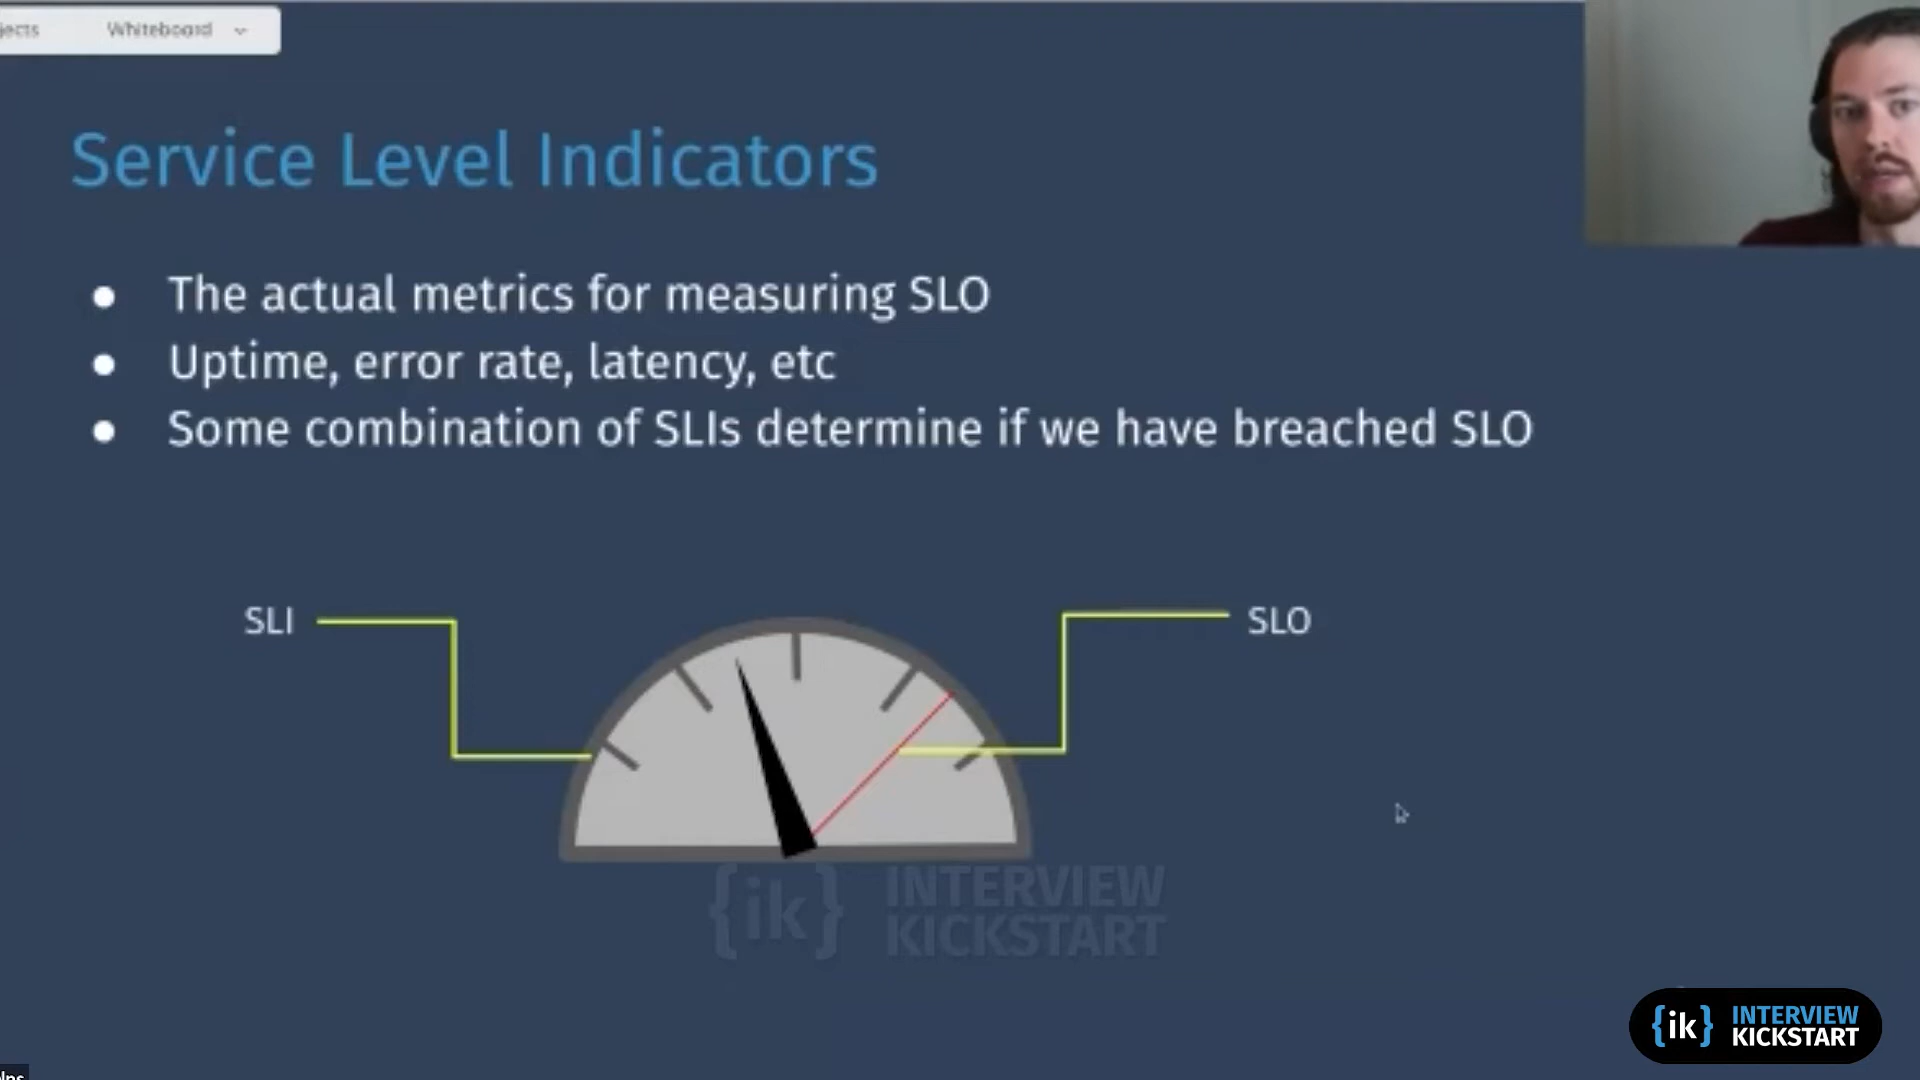 Whiteboard
Service Level Indicators
The actual metrics for measuring SLO
Uptime, error rate, latency, etc
Some combination of SLIs determine if we have breached SLO
SLI
SLO
{ik} INTERVIEW
KICKSTART
{ik} INTERVIEW
KICKSTART